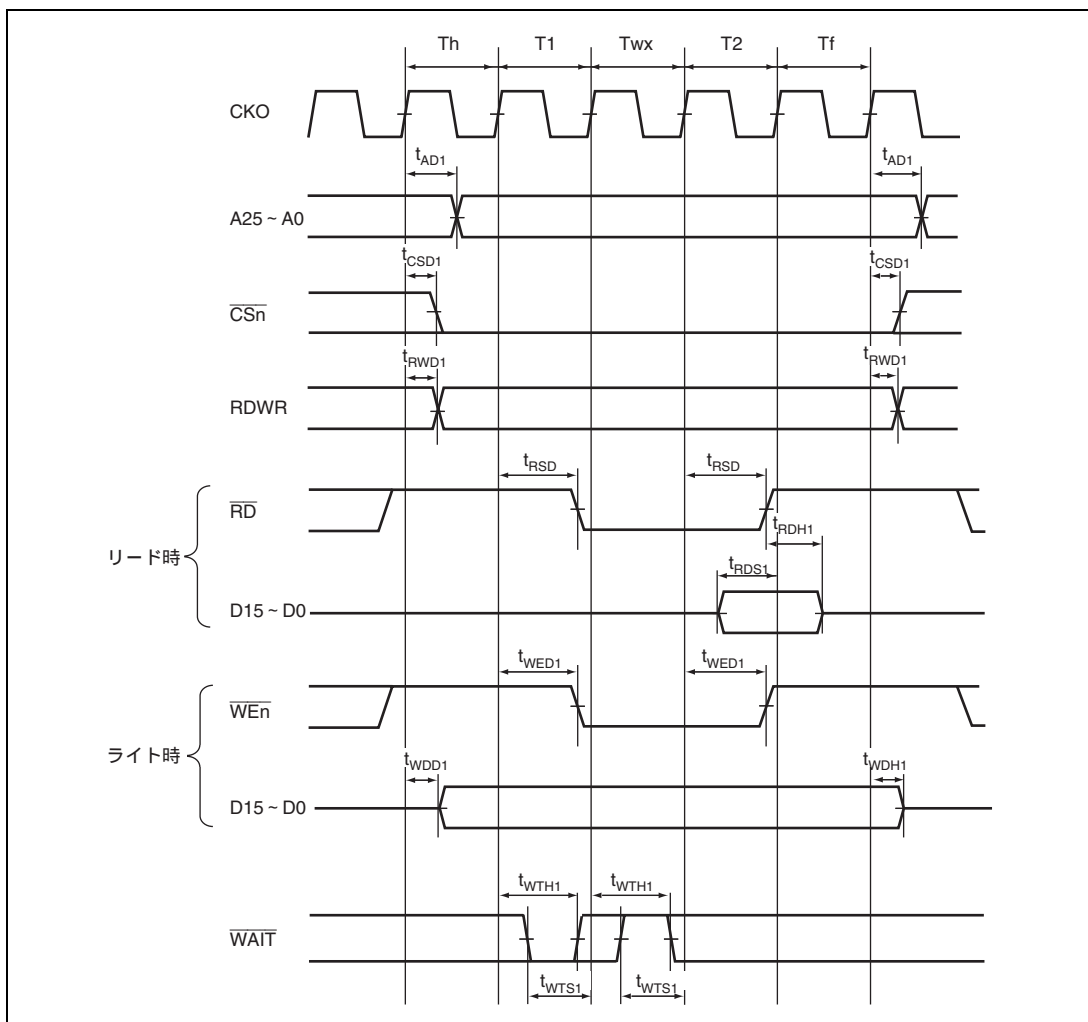 Th T1 Twx T2 Tf
CKO
tAD1 tAD1
A25 ~ A0
tCSD1 tCSD1
CSn
tRWD1 tRWD1
RDWR
tRSD tRSD
RD
tRDH1
リード時
tRDS1
D15 ~ D0
tWED1 tWED1
WEn
ライト時
tWDD1 tWDH1
D15 ~ D0
tWTH1 tWTH1
WAIT
tWTS1 tWTS1